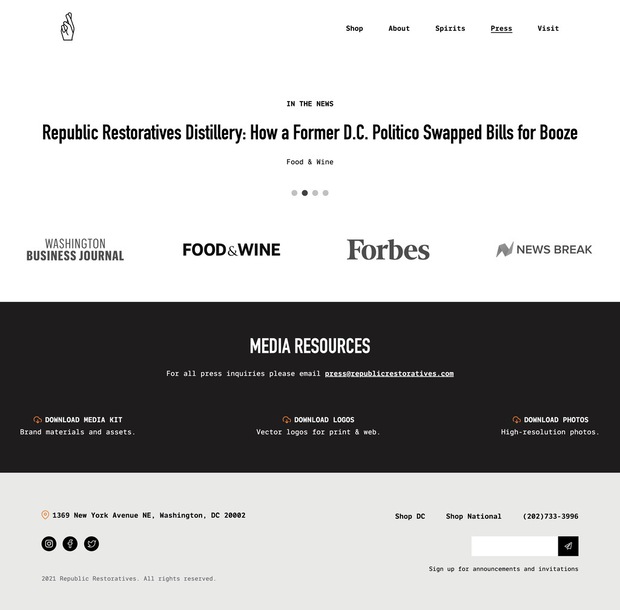 Shop About Spirits Press Visit
IN THE NEWS
Republic Restoratives Distillery: How a Former D.C. Politico Swapped Bills for Booze
Food & Wine
WASHINGTON
BUSINESS JOURNAL
FOOD&WINE
Forbes
NEWS BREAK
MEDIA RESOURCES
For all press inquiries please email press@republicrestoratives.com
DOWNLOAD MEDIA KIT
Brand materials and assets.
DOWNLOAD LOGOS
Vector logos for print & web.
DOWNLOAD PHOTOS
High-resolution photos.
1369 New York Avenue NE, Washington, DC 20002
Shop DC Shop National (202)733-3996
Sign up for announcements and invitations
2021 Republic Restoratives. All rights reserved.